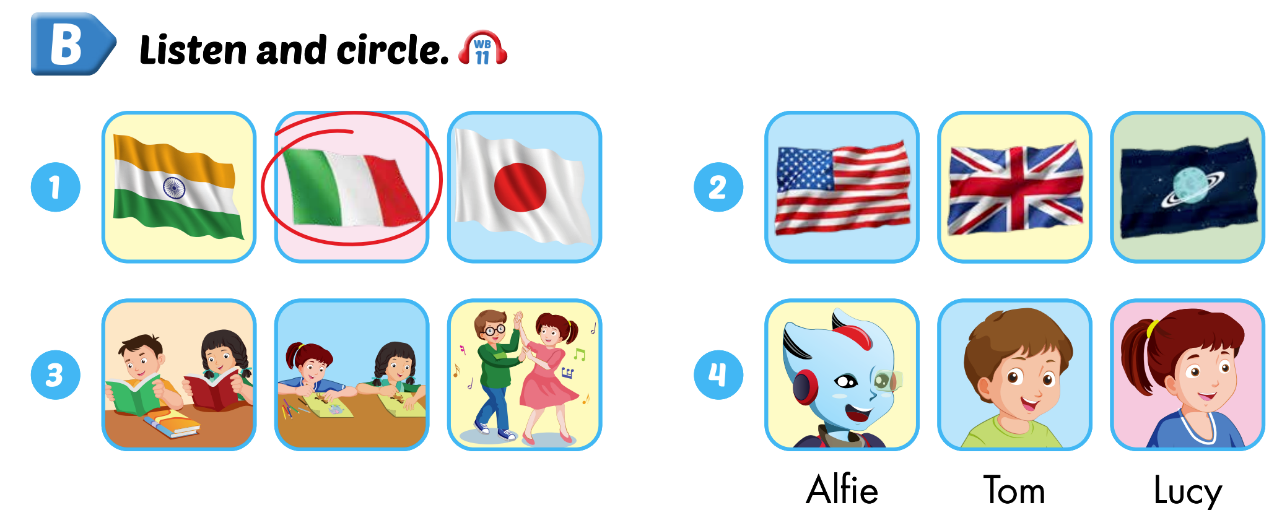 B Listen and circle. WB 11
1 2
3 4
Alfie Tom Lucy